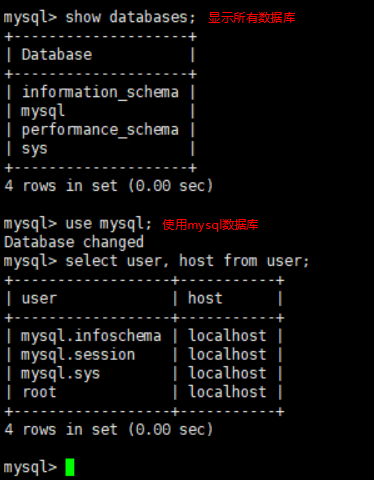 mysql> show databases; 显示所有数据库
+--------------------+
| Database           |
+--------------------+
| information_schema |
| mysql              |
| performance_schema |
| sys                |
+--------------------+
4 rows in set (0.00 sec)
mysql> use mysql; 使用mysql数据库
Database changed
mysql> select user, host from user;
+------------------+-----------+
| user             | host      |
+------------------+-----------+
| mysql.infoschema | localhost |
| mysql.session    | localhost |
| mysql.sys        | localhost |
| root             | localhost |
+------------------+-----------+
4 rows in set (0.00 sec)
mysql>